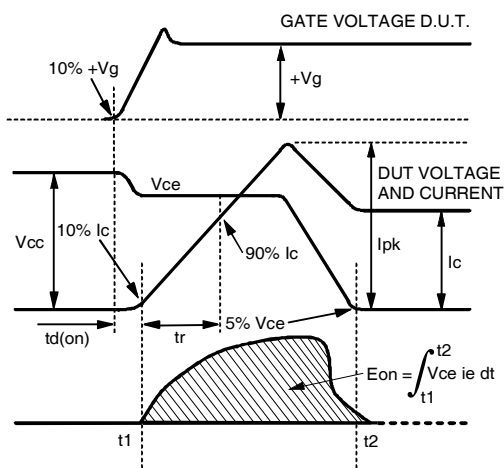 GATE VOLTAGE D.U.T.
10% +Vg
+Vg
Vce
DUT VOLTAGE
AND CURRENT
Vcc
10% Ic
90% Ic
Ipk
Ic
td(on)
tr
5% Vce
Eon = ∫ Vce ie dt
t2
t1
t1
t2